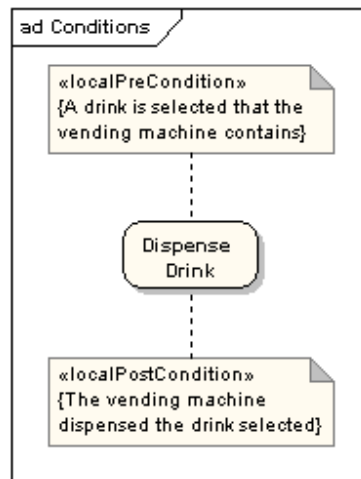 ad Conditions
«localPreCondition»
{A drink is selected that the
vending machine contains}
Dispense
Drink
«localPostCondition»
{The vending machine
dispensed the drink selected}